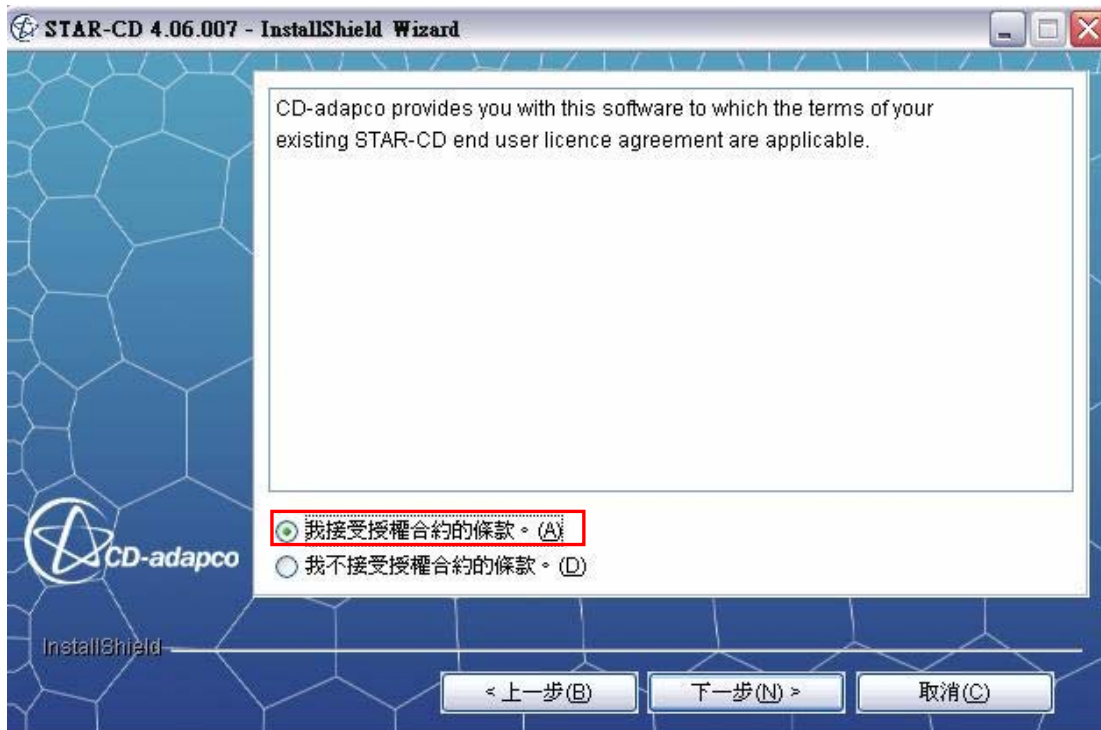 STAR-CD 4.06.007 - InstallShield Wizard
CD-adapco provides you with this software to which the terms of your
existing STAR-CD end user licence agreement are applicable.
我接受授權合約的條款。(A)
我不接受授權合約的條款。(D)
CD-adapco
InstallShield
< 上一步(B)
下一步(N) >
取消(C)